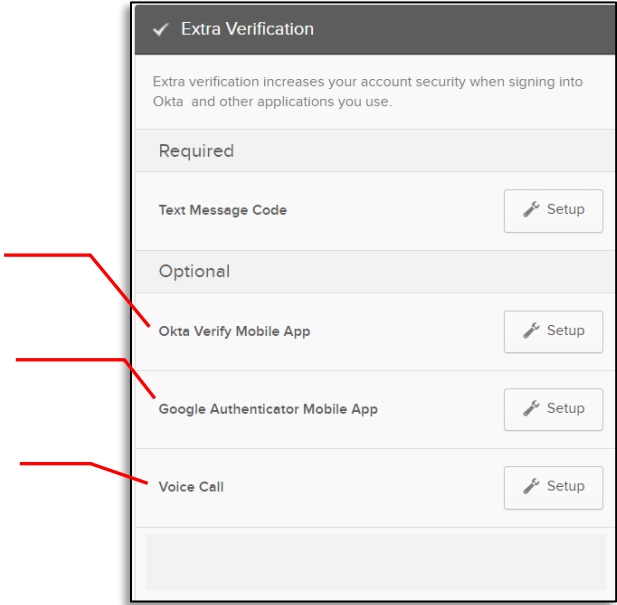 Extra Verification
Extra verification increases your account security when signing into
Okta and other applications you use.
Required
Text Message Code
Setup
Optional
Okta Verify Mobile App
Setup
Google Authenticator Mobile App
Setup
Voice Call
Setup